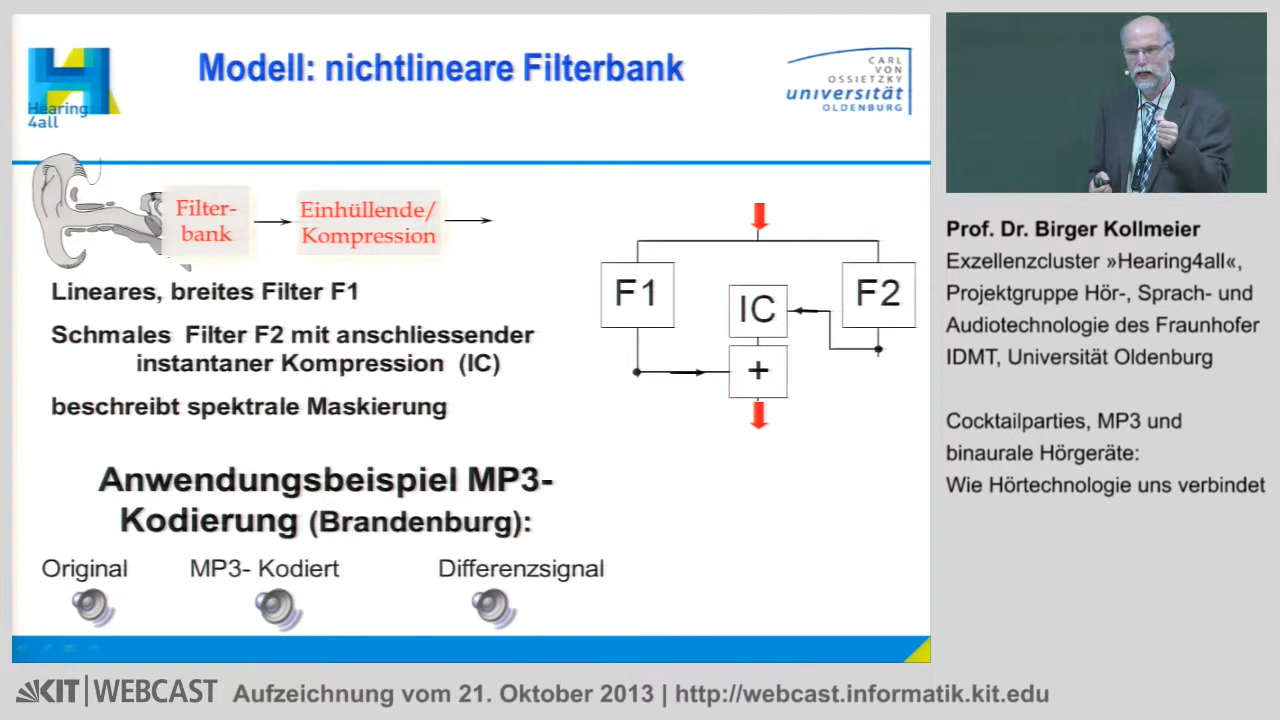 Modell: nichtlineare Filterbank
Hearing
4all
CARL
VON
OSSIETZKY
universität
OLDENBURG
Filter-
bank
Einhüllende/
Kompression
Lineares, breites Filter F1
Schmales Filter F2 mit anschliessender
instantaner Kompression (IC)
beschreibt spektrale Maskierung
F1
IC
F2
+
Anwendungsbeispiel MP3-
Kodierung (Brandenburg):
Original
MP3- Kodiert
Differenzsignal
Prof. Dr. Birger Kollmeier
Exzellenzcluster »Hearing4all«,
Projektgruppe Hör-, Sprach- und
Audiotechnologie des Fraunhofer
IDMT, Universität Oldenburg
Cocktailparties, MP3 und
binaurale Hörgeräte:
Wie Hörtechnologie uns verbindet
KIT WEBCAST Aufzeichnung vom 21. Oktober 2013 | http://webcast.informatik.kit.edu